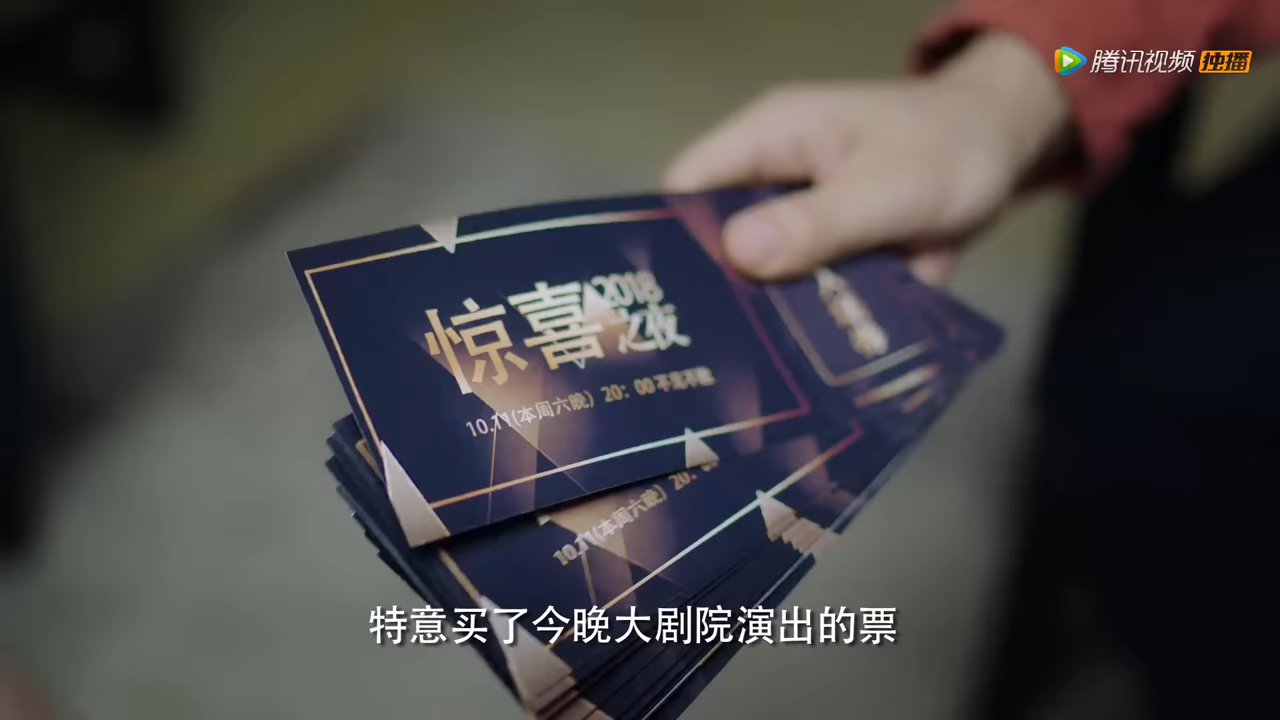 腾讯视频 独播
惊喜 2018
之夜
10.11(本周六晚) 20：00 不见不散
10.11(本周六晚) 20：
特意买了今晚大剧院演出的票